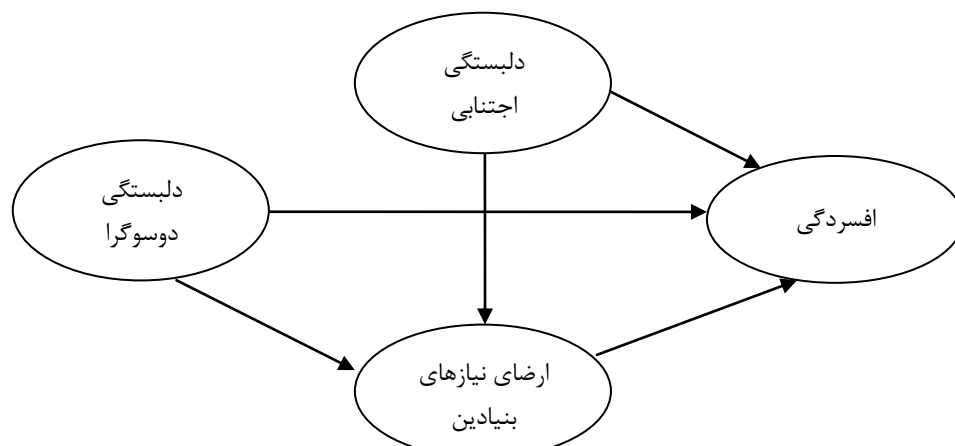 دلبستگی
اجتنابی
دلبستگی
دوسوگرا
افسردگی
ارضای نیازهای
بنیادین